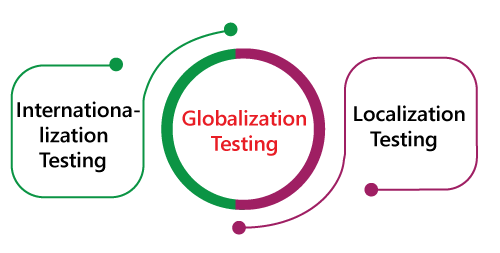 Internationa-
lization
Testing
Globalization
Testing
Localization
Testing